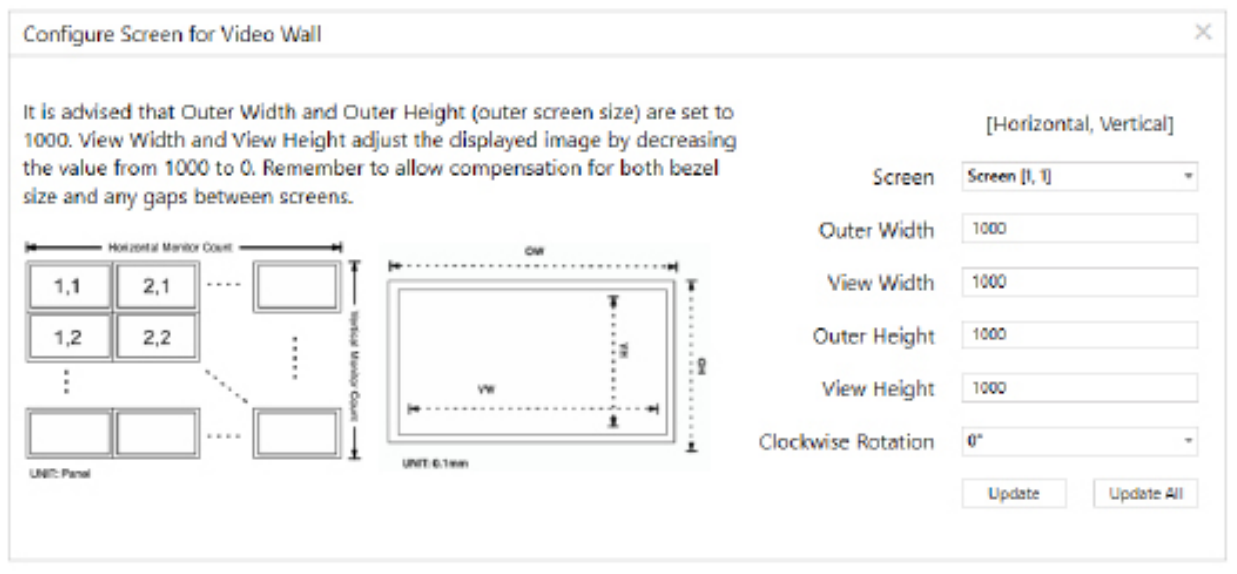 Configure Screen for Video Wall
It is advised that Outer Width and Outer Height (outer screen size) are set to
1000. View Width and View Height adjust the displayed image by decreasing
the value from 1000 to 0. Remember to allow compensation for both bezel
size and any gaps between screens.
Horizontal Monitor Count
1,1 2,1
1,2 2,2
Vertical Monitor Count
UNIT: Panel
OW
VH
OH
VW
UNIT: 0.1mm
[Horizontal, Vertical]
Screen Screen [1, 1]
Outer Width 1000
View Width 1000
Outer Height 1000
View Height 1000
Clockwise Rotation 0°
Update Update All